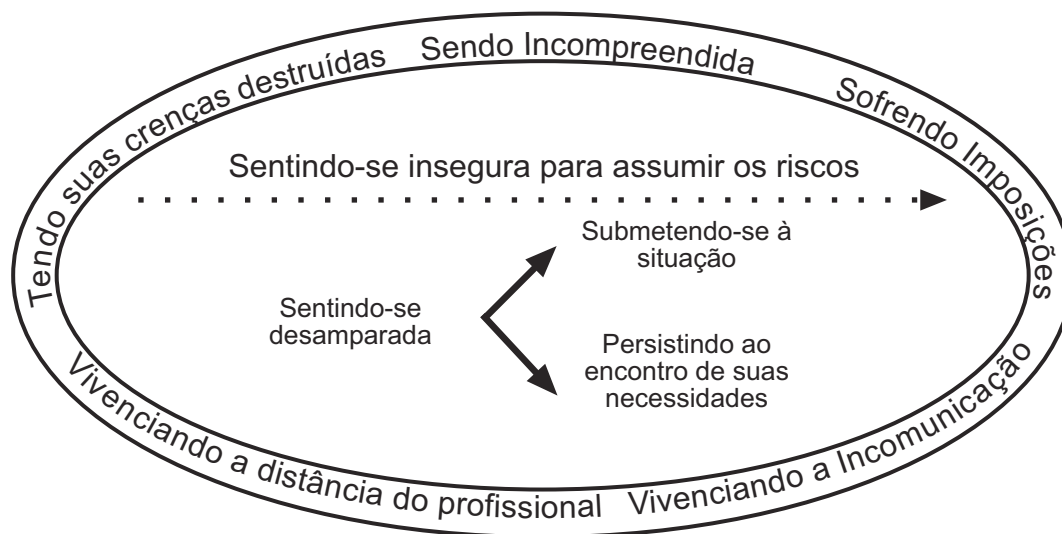 Tendo suas crenças destruídas
Sendo Incompreendida
Sofrendo Imposições
Sentindo-se insegura para assumir os riscos
Submetendo-se à
situação
Sentindo-se
desamparada
Persistindo ao
encontro de suas
necessidades
Vivenciando a distância do profissional
Vivenciando a Incomunicação